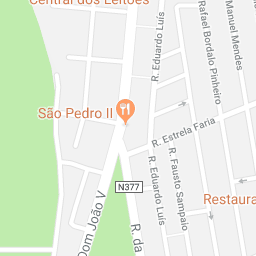 Central dos Leitões
R. Eduardo Luís
Rafael Bordalo Pinheiro
Manuel Mendes
São Pedro II
R. Estrela Faria
N377
R. Eduardo Luís
R. Fausto Sampaio
Restaura
Dom João V
R. da